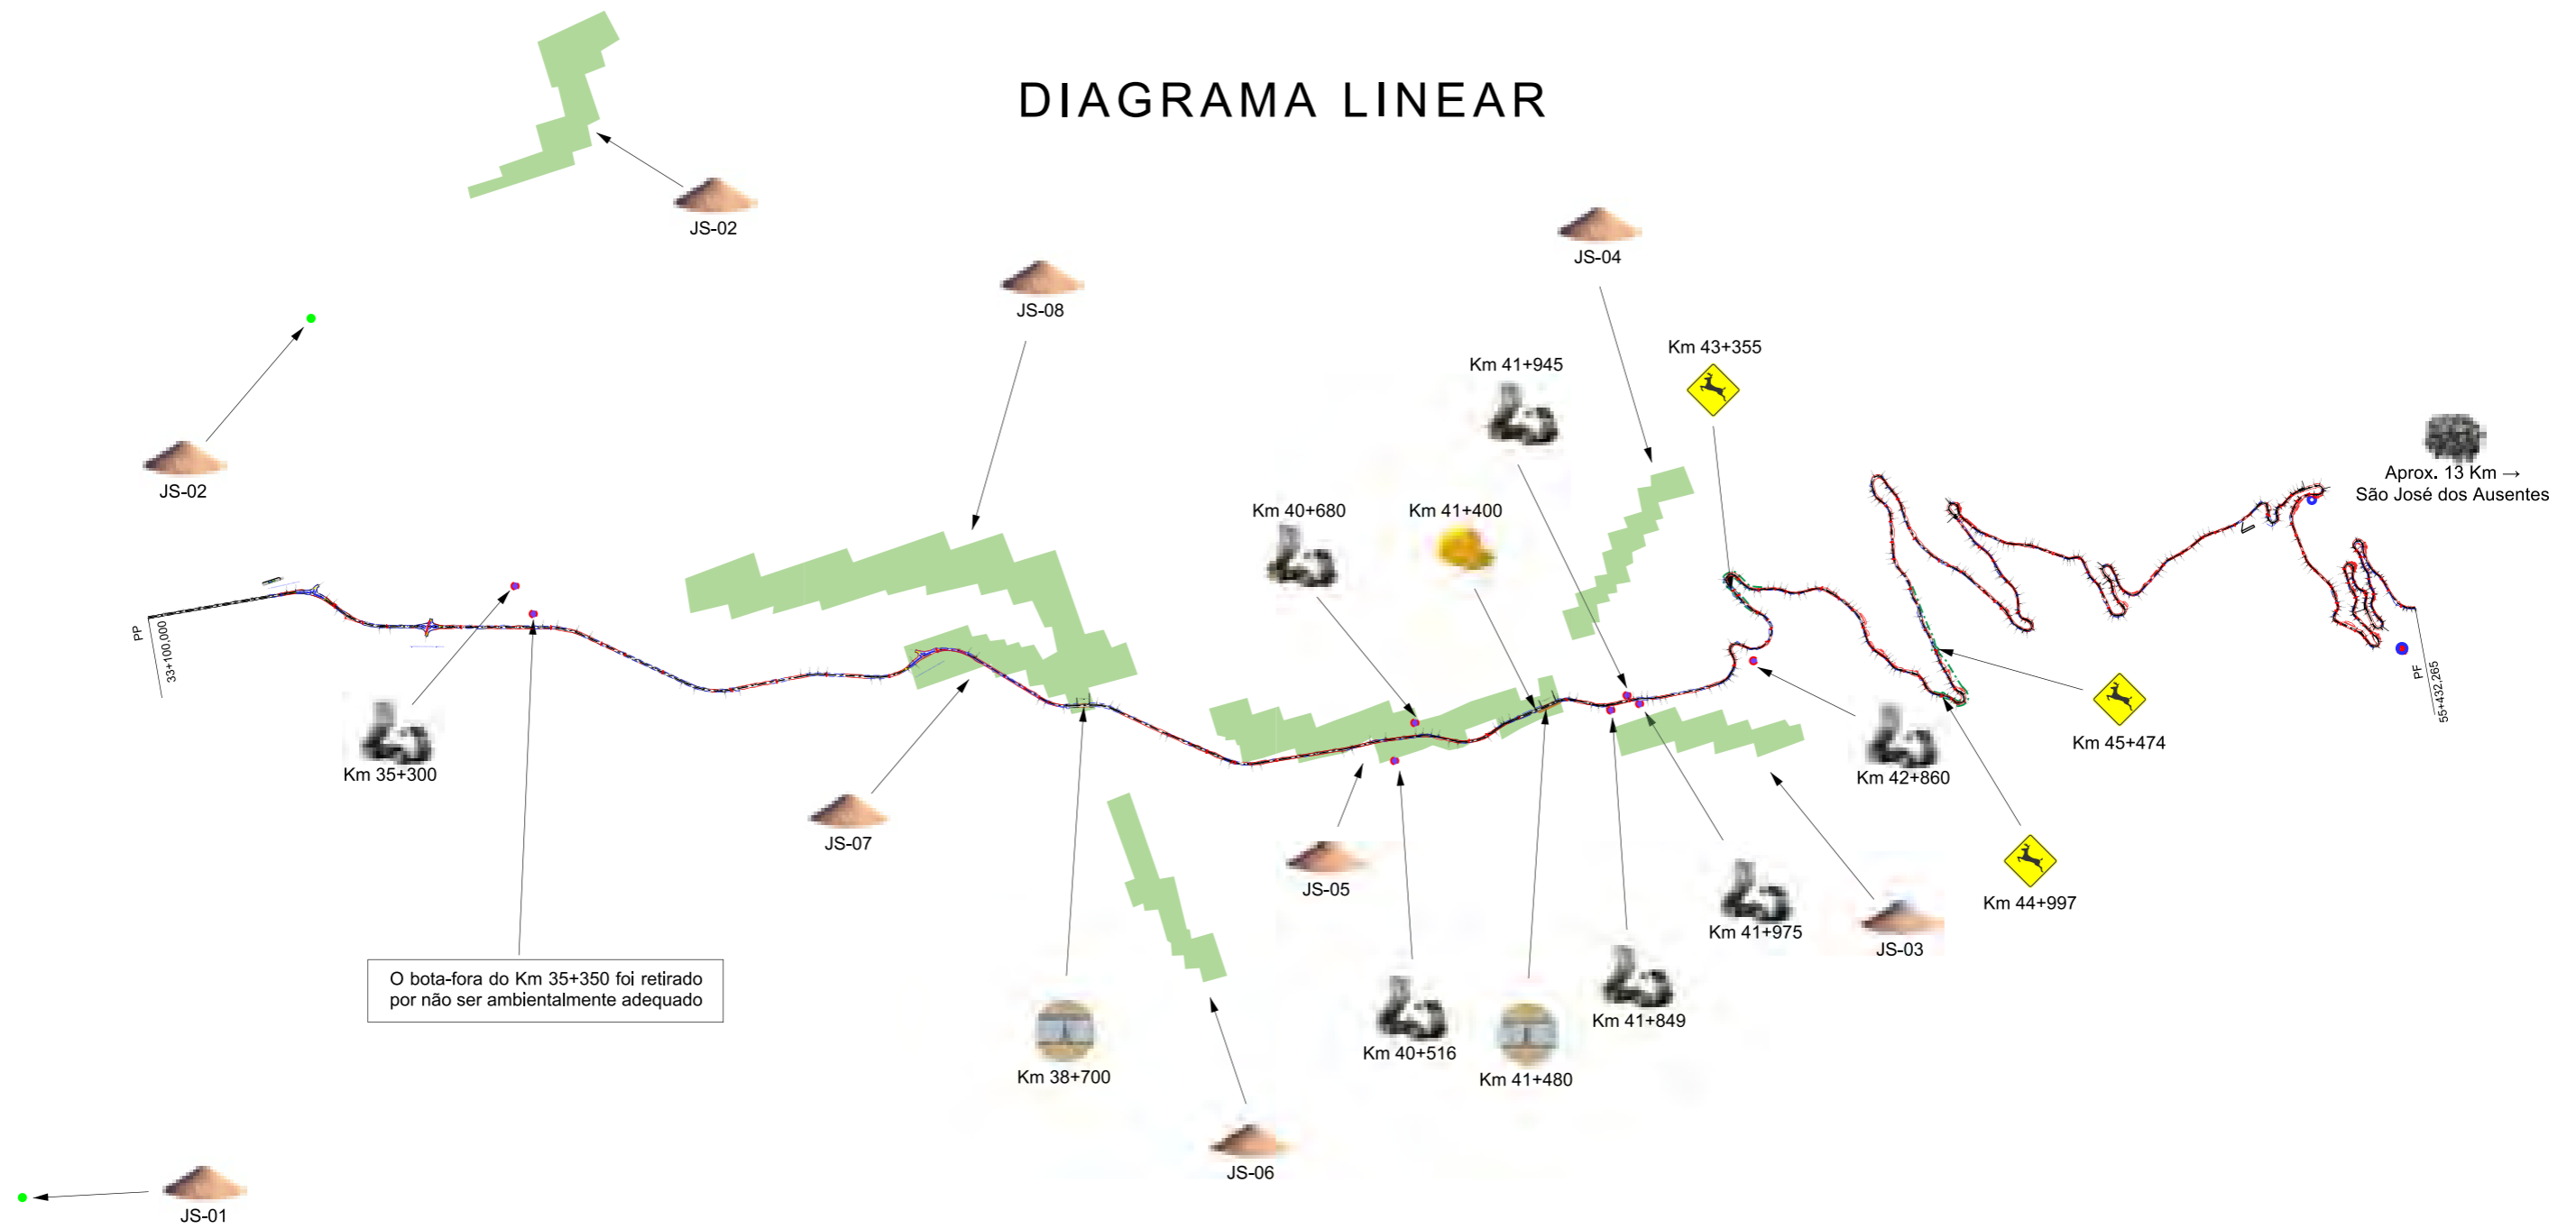 DIAGRAMA LINEAR
JS-02
JS-04
JS-08
Km 43+355
Km 41+945
Aprox. 13 Km →
São José dos Ausentes
JS-02
Km 40+680
Km 41+400
PP
33+100,000
PF
55+432,265
Km 45+474
Km 35+300
Km 42+860
JS-07
JS-05
Km 44+997
Km 41+975
JS-03
O bota-fora do Km 35+350 foi retirado
por não ser ambientalmente adequado
Km 41+849
Km 40+516
Km 38+700
Km 41+480
JS-06
JS-01